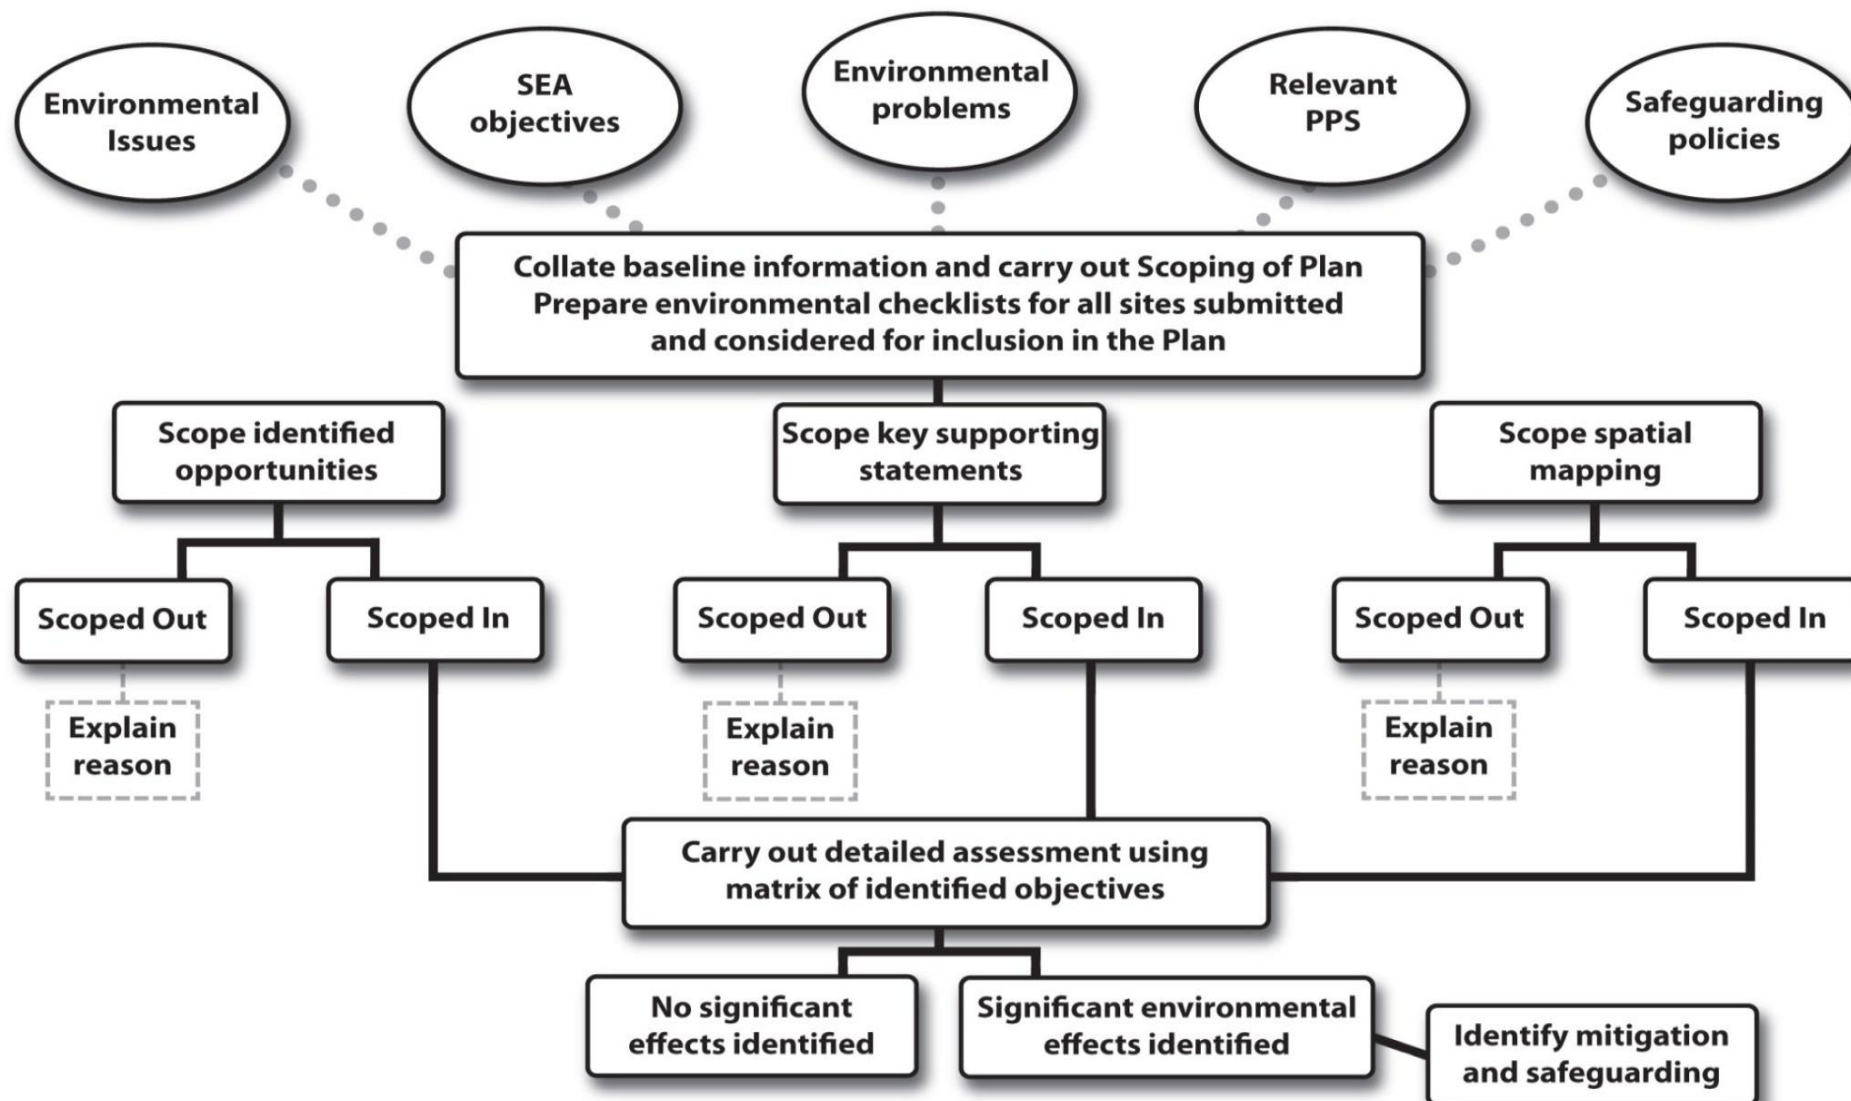 Environmental
Issues
SEA
objectives
Environmental
problems
Relevant
PPS
Safeguarding
policies
Collate baseline information and carry out Scoping of Plan
Prepare environmental checklists for all sites submitted
and considered for inclusion in the Plan
Scope identified
opportunities
Scope key supporting
statements
Scope spatial
mapping
Scoped Out
Scoped In
Scoped Out
Scoped In
Scoped Out
Scoped In
Explain
reason
Explain
reason
Explain
reason
Carry out detailed assessment using
matrix of identified objectives
No significant
effects identified
Significant environmental
effects identified
Identify mitigation
and safeguarding